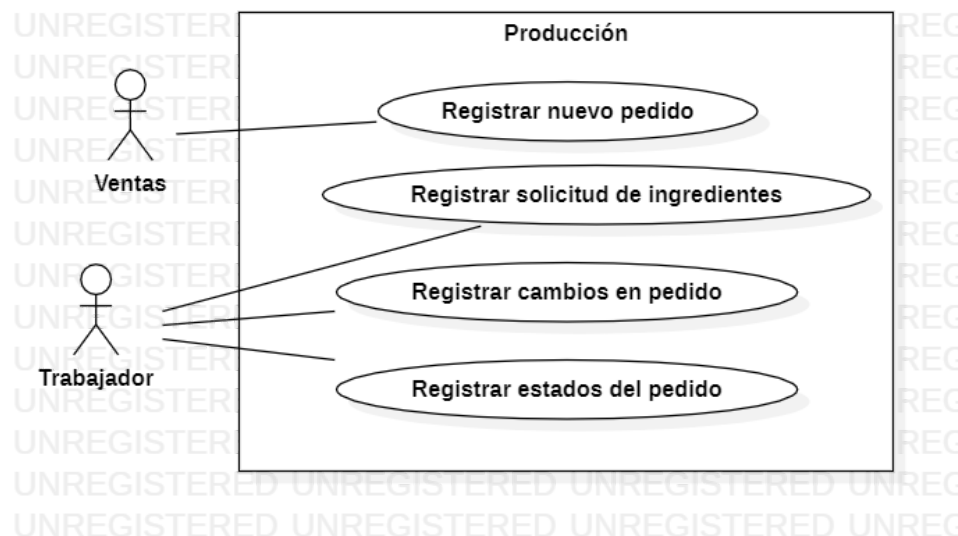 Producción
Registrar nuevo pedido
Ventas
Registrar solicitud de ingredientes
Registrar cambios en pedido
Trabajador
Registrar estados del pedido
UNREGISTERED UNREGISTERED UNREGISTERED
UNREGISTERED UNREGISTERED UNREGISTERED